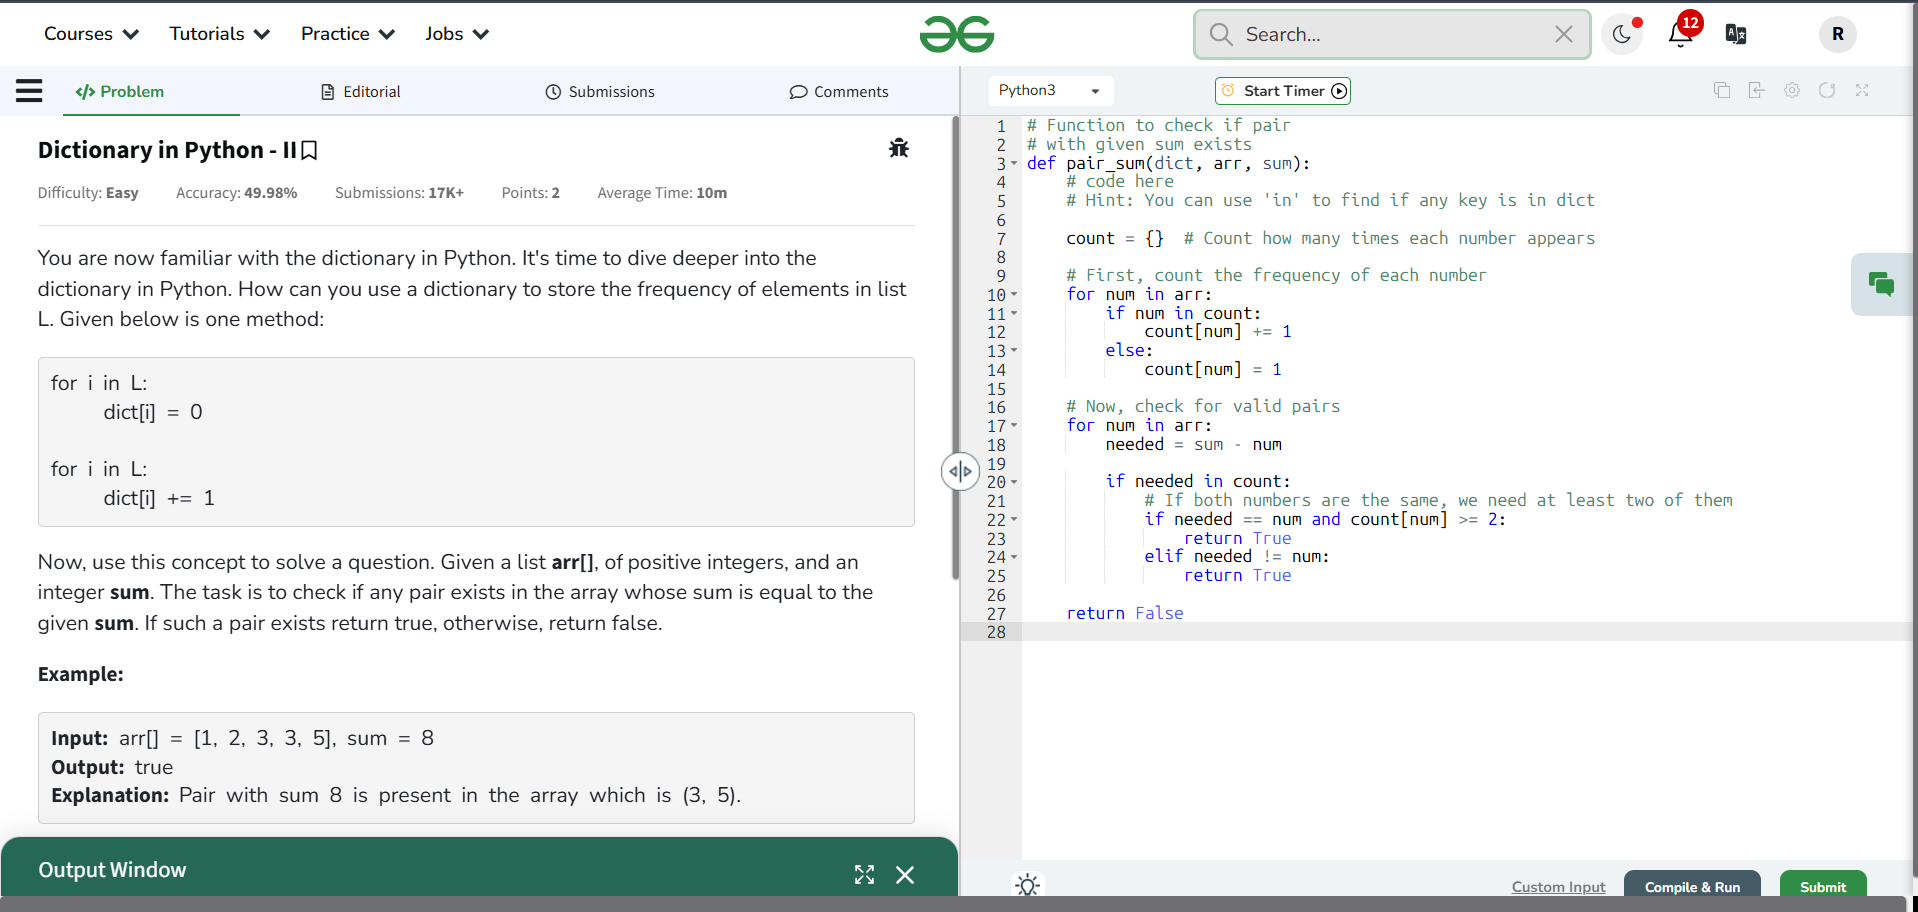 Courses Tutorials Practice Jobs Search... 12 R
Problem Editorial Submissions Comments
Python3 Start Timer
Dictionary in Python - II
Difficulty: Easy Accuracy: 49.98% Submissions: 17K+ Points: 2 Average Time: 10m
You are now familiar with the dictionary in Python. It's time to dive deeper into the
dictionary in Python. How can you use a dictionary to store the frequency of elements in list
L. Given below is one method:
for i in L:
dict[i] = 0
for i in L:
dict[i] += 1
Now, use this concept to solve a question. Given a list arr[], of positive integers, and an
integer sum. The task is to check if any pair exists in the array whose sum is equal to the
given sum. If such a pair exists return true, otherwise, return false.
Example:
Input: arr[] = [1, 2, 3, 3, 5], sum = 8
Output: true
Explanation: Pair with sum 8 is present in the array which is (3, 5).
Output Window
1 # Function to check if pair
2 # with given sum exists
3 def pair_sum(dict, arr, sum):
4 # code here
5 # Hint: You can use 'in' to find if any key is in dict
6
7 count = {} # Count how many times each number appears
8
9 # First, count the frequency of each number
10 for num in arr:
11 if num in count:
12 count[num] += 1
13 else:
14 count[num] = 1
15
16 # Now, check for valid pairs
17 for num in arr:
18 needed = sum - num
19
20 if needed in count:
21 # If both numbers are the same, we need at least two of them
22 if needed == num and count[num] >= 2:
23 return True
24 elif needed != num:
25 return True
26
27 return False
28
Custom Input Compile & Run Submit